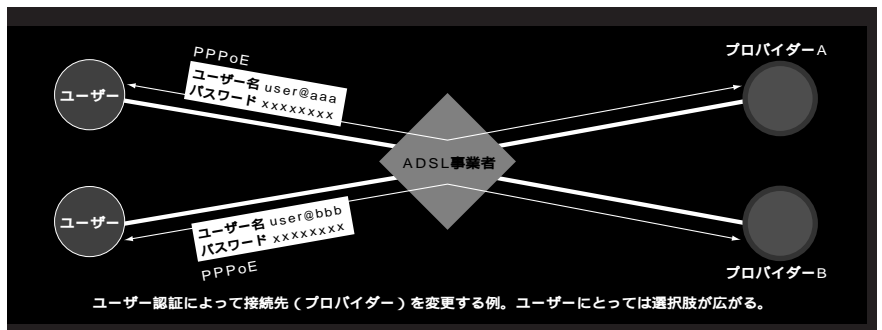 PPPoE
ユーザー名 user@aaa
パスワード xxxxxxxx
ユーザー
プロバイダーA
ADSL事業者
ユーザー
ユーザー名 user@bbb
パスワード xxxxxxxx
PPPoE
プロバイダーB
ユーザー認証によって接続先（プロバイダー）を変更する例。ユーザーにとっては選択肢が広がる。